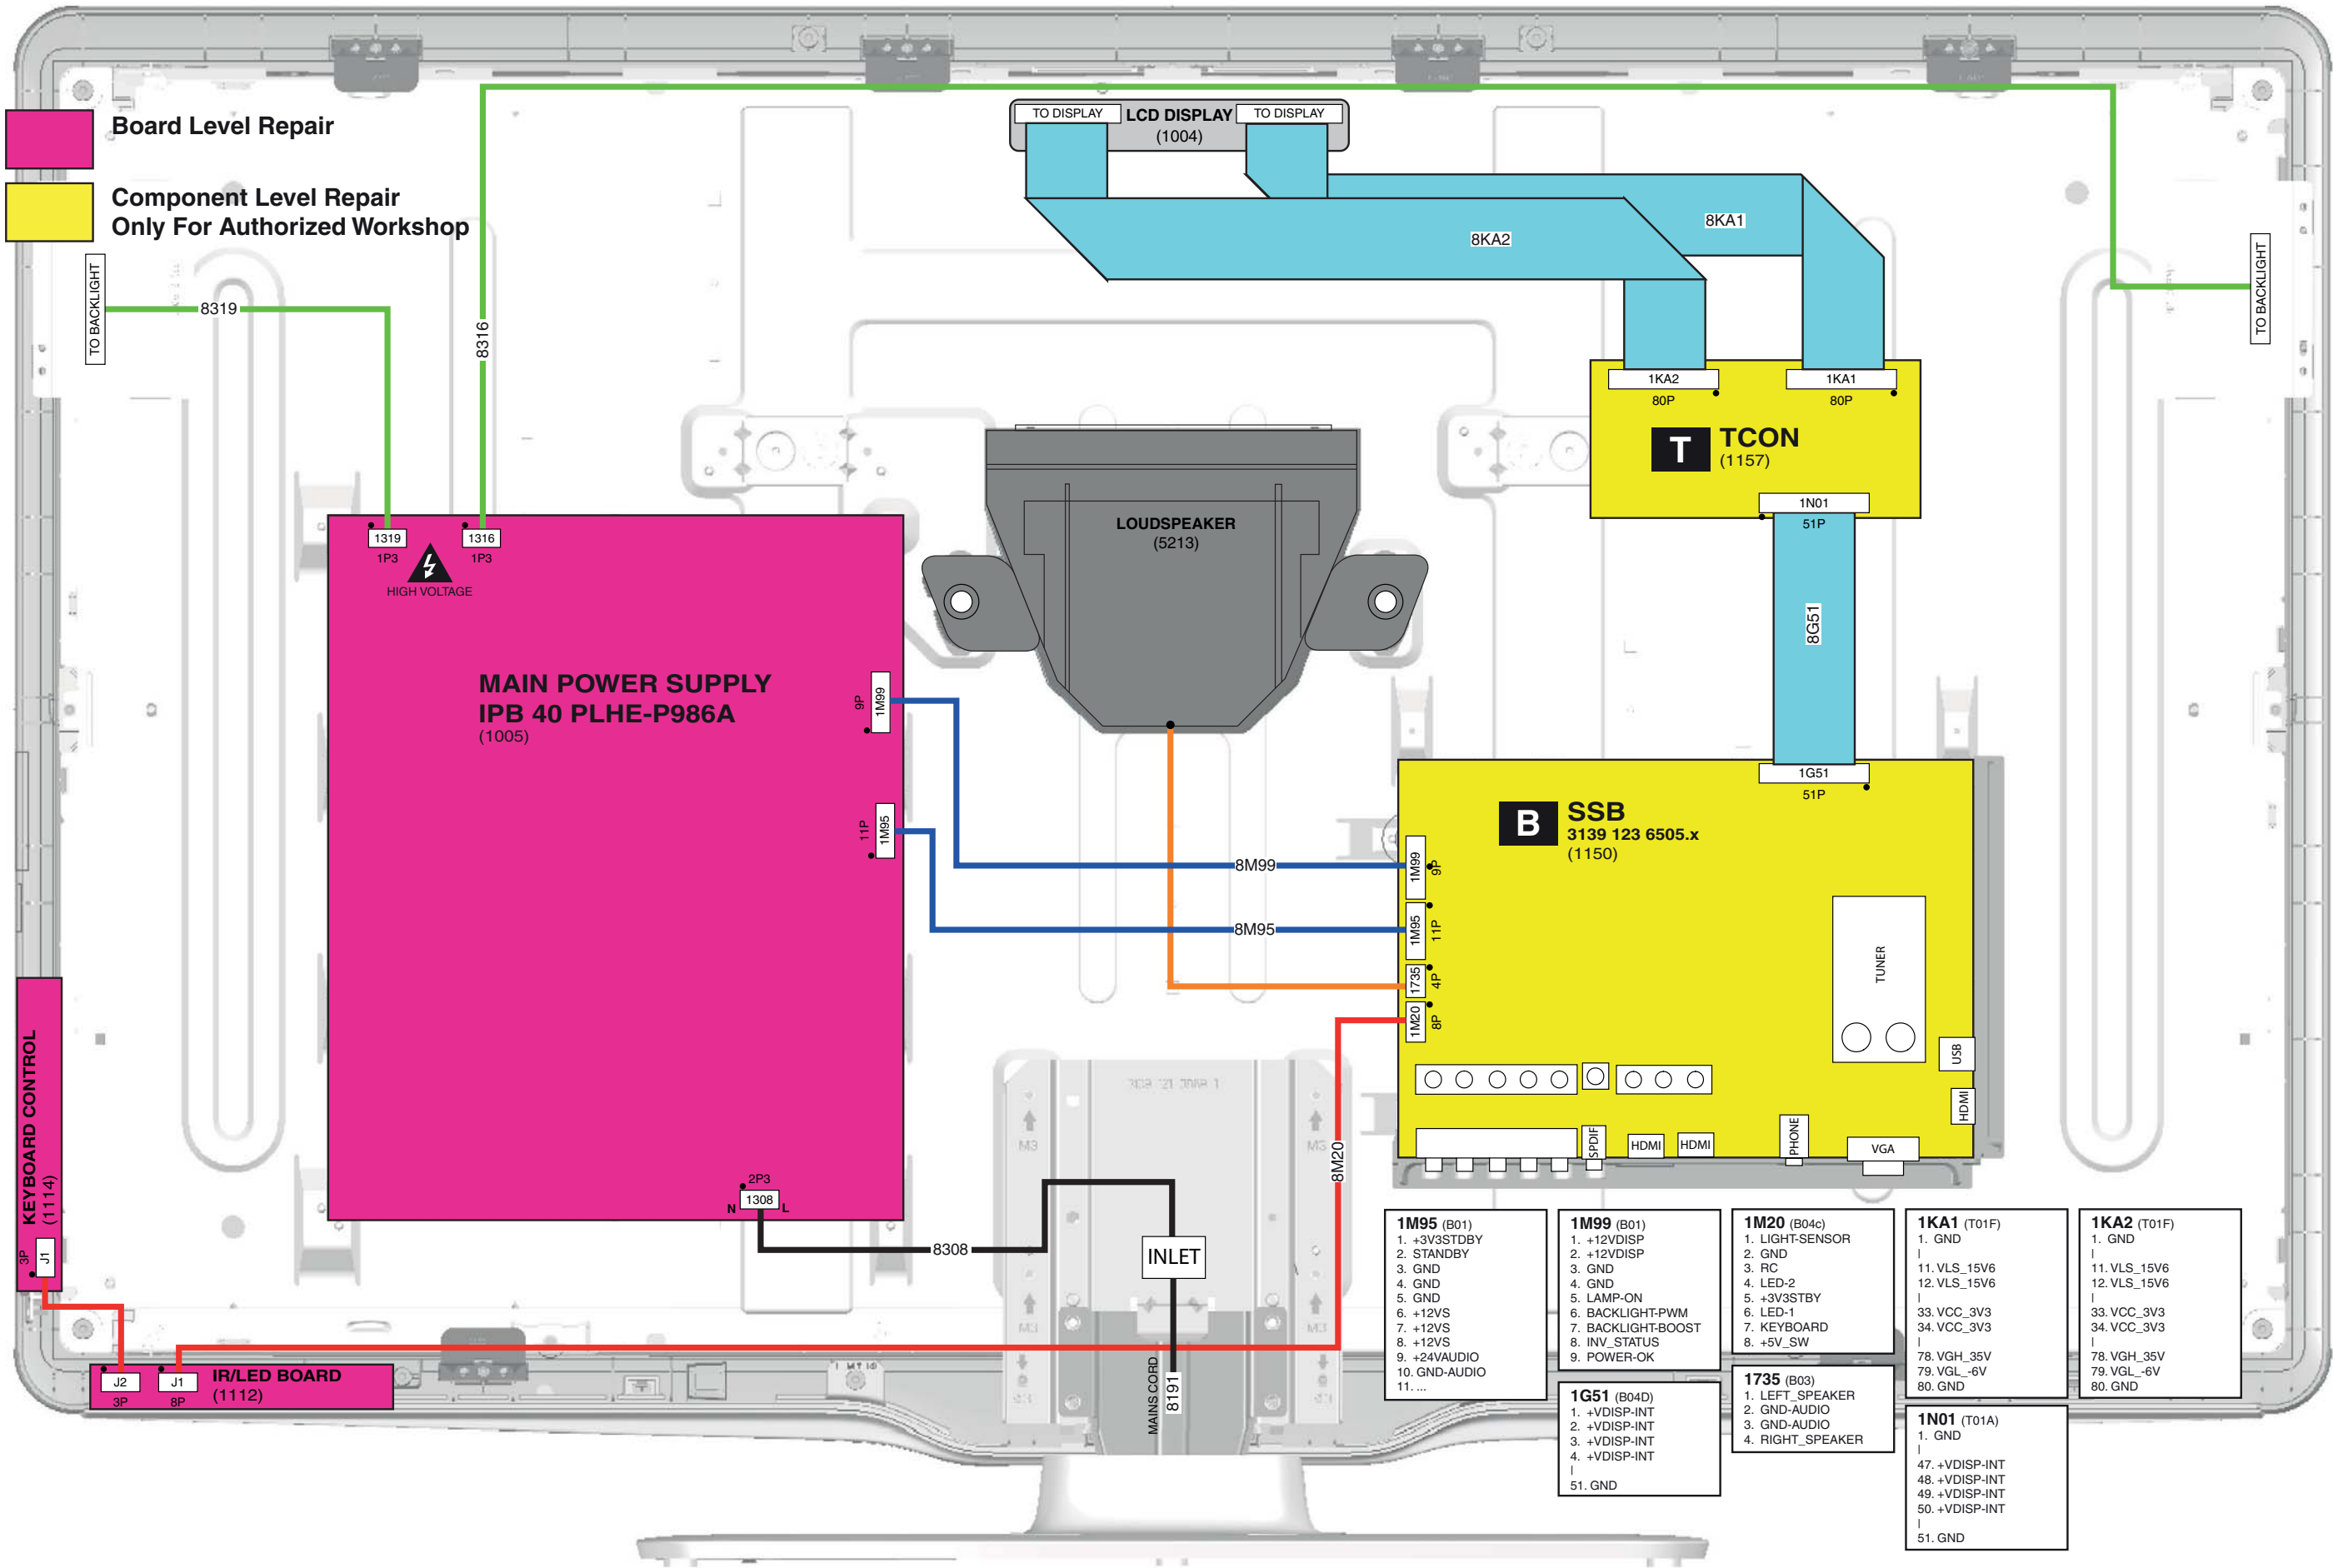 Board Level Repair
Component Level Repair
Only For Authorized Workshop
TO DISPLAY
LCD DISPLAY
(1004)
TO DISPLAY
8KA1
8KA2
TO BACKLIGHT
8319
8316
TO BACKLIGHT
1KA2
80P
1KA1
80P
T
TCON
(1157)
1N01
51P
8G51
LOUDSPEAKER
(5213)
1319
1P3
1316
1P3
HIGH VOLTAGE
MAIN POWER SUPPLY
IPB 40 PLHE-P986A
(1005)
9P
1M99
11P
1M95
8M99
8M95
1G51
51P
B
SSB
3139 123 6505.x
(1150)
1M99
9P
1M95
11P
1735
4P
1M20
8P
TUNER
USB
HDMI
SPDIF
HDMI
HDMI
PHONE
VGA
8M20
M3
M3
M3
M3
KEYBOARD CONTROL
(1114)
3P
J1
2P3
1308
N
L
8308
INLET
MAINS CORD
8191
J2
3P
J1
8P
IR/LED BOARD
(1112)
1M95 (B01)
1. +3V3STDBY
2. STANDBY
3. GND
4. GND
5. GND
6. +12VS
7. +12VS
8. +12VS
9. +24VAUDIO
10. GND-AUDIO
11. ...
1M99 (B01)
1. +12VDISP
2. +12VDISP
3. GND
4. GND
5. LAMP-ON
6. BACKLIGHT-PWM
7. BACKLIGHT-BOOST
8. INV_STATUS
9. POWER-OK
1G51 (B04D)
1. +VDISP-INT
2. +VDISP-INT
3. +VDISP-INT
4. +VDISP-INT
|
51. GND
1M20 (B04c)
1. LIGHT-SENSOR
2. GND
3. RC
4. LED-2
5. +3V3STBY
6. LED-1
7. KEYBOARD
8. +5V_SW
1735 (B03)
1. LEFT_SPEAKER
2. GND-AUDIO
3. GND-AUDIO
4. RIGHT_SPEAKER
1KA1 (T01F)
1. GND
|
11. VLS_15V6
12. VLS_15V6
|
33. VCC_3V3
34. VCC_3V3
|
78. VGH_35V
79. VGL_-6V
80. GND
1N01 (T01A)
1. GND
|
47. +VDISP-INT
48. +VDISP-INT
49. +VDISP-INT
50. +VDISP-INT
|
51. GND
1KA2 (T01F)
1. GND
|
11. VLS_15V6
12. VLS_15V6
|
33. VCC_3V3
34. VCC_3V3
|
78. VGH_35V
79. VGL_-6V
80. GND